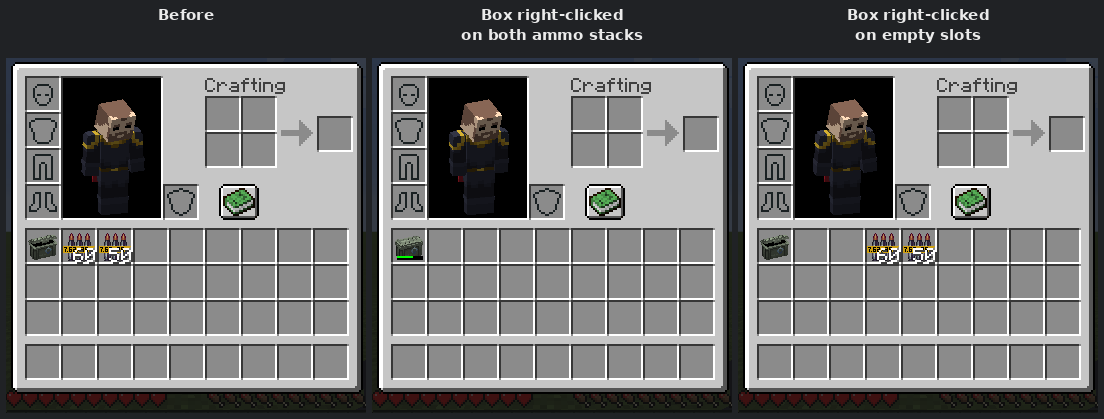 Before
Box right-clicked
on both ammo stacks
Box right-clicked
on empty slots
Crafting
Crafting
Crafting
60
50
60
50